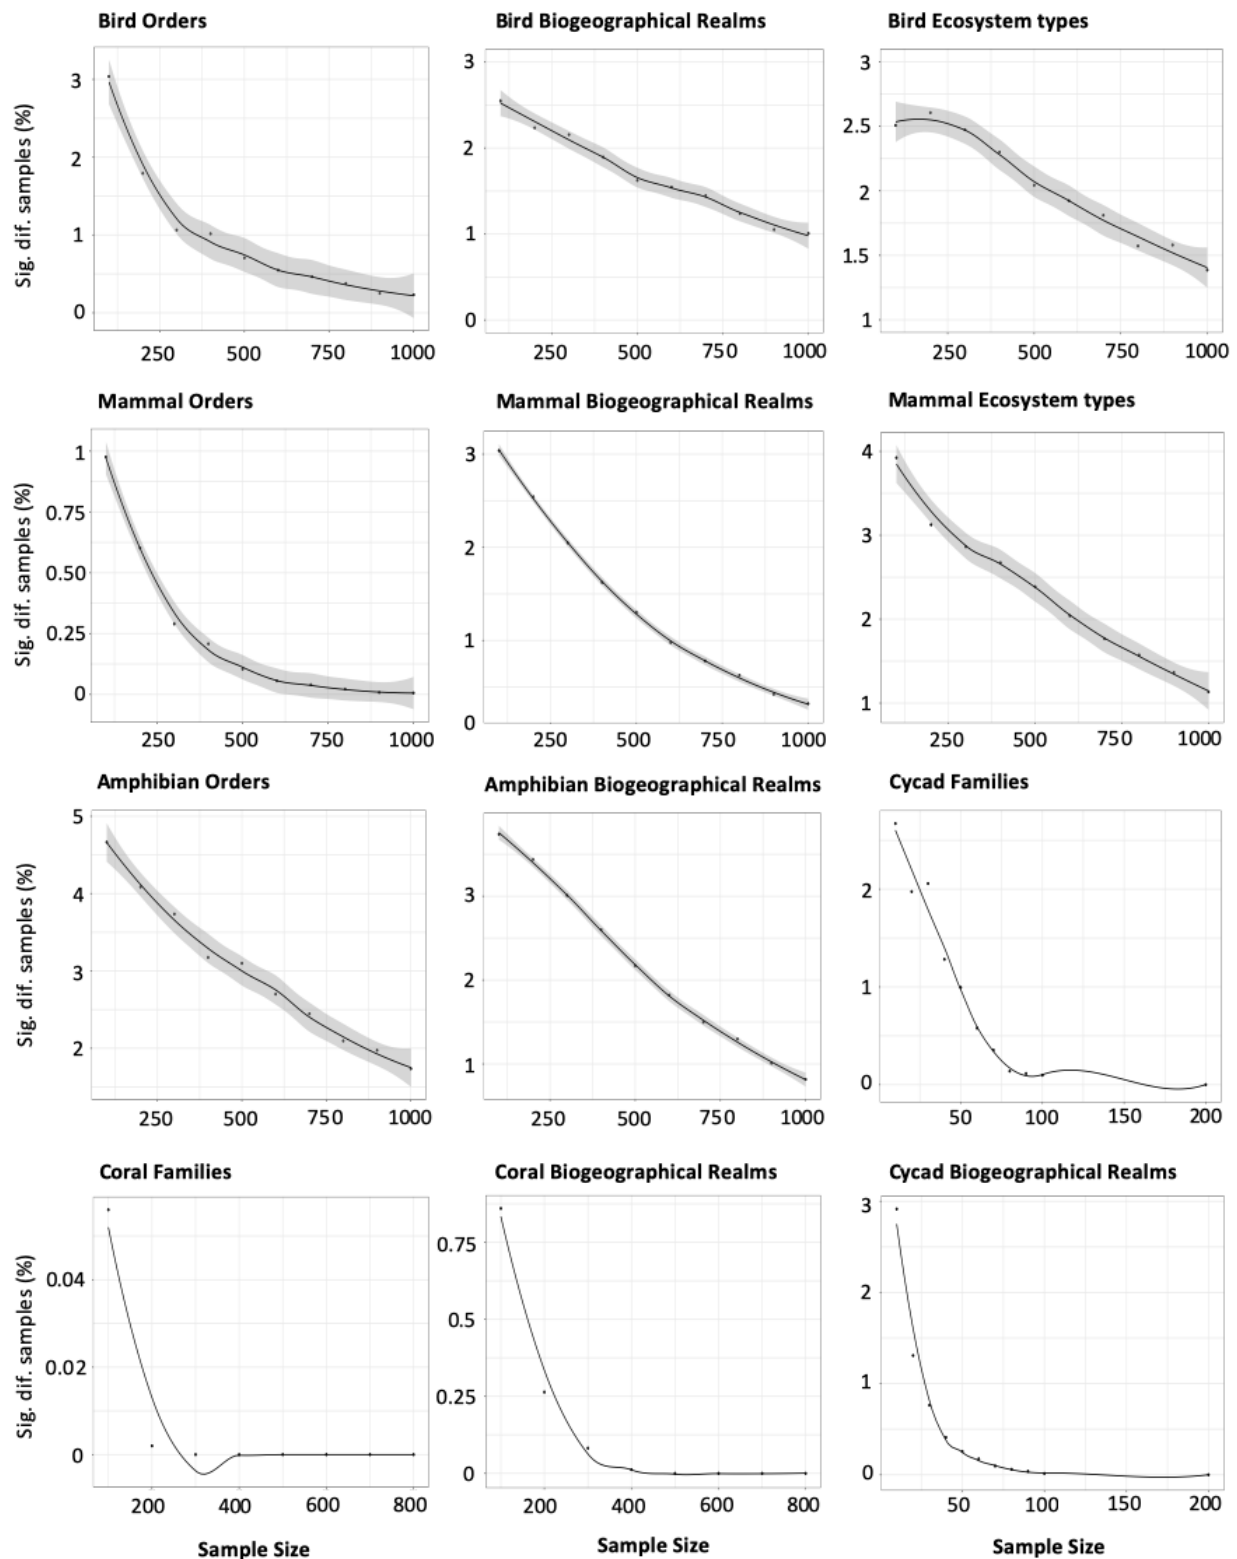 Bird Orders
Sig. dif. samples (%)
3
2
1
0
250 500 750 1000
Bird Biogeographical Realms
3
2
1
0
250 500 750 1000
Bird Ecosystem types
3
2.5
2
1.5
1
250 500 750 1000
Mammal Orders
Sig. dif. samples (%)
1
0.75
0.50
0.25
0
250 500 750 1000
Mammal Biogeographical Realms
3
2
1
0
250 500 750 1000
Mammal Ecosystem types
4
3
2
1
250 500 750 1000
Amphibian Orders
Sig. dif. samples (%)
5
4
3
2
250 500 750 1000
Amphibian Biogeographical Realms
3
2
1
250 500 750 1000
Cycad Families
2
1
0
50 100 150 200
Coral Families
Sig. dif. samples (%)
0.04
0.02
0
200 400 600 800
Sample Size
Coral Biogeographical Realms
0.75
0.5
0.25
0
200 400 600 800
Sample Size
Cycad Biogeographical Realms
3
2
1
0
50 100 150 200
Sample Size